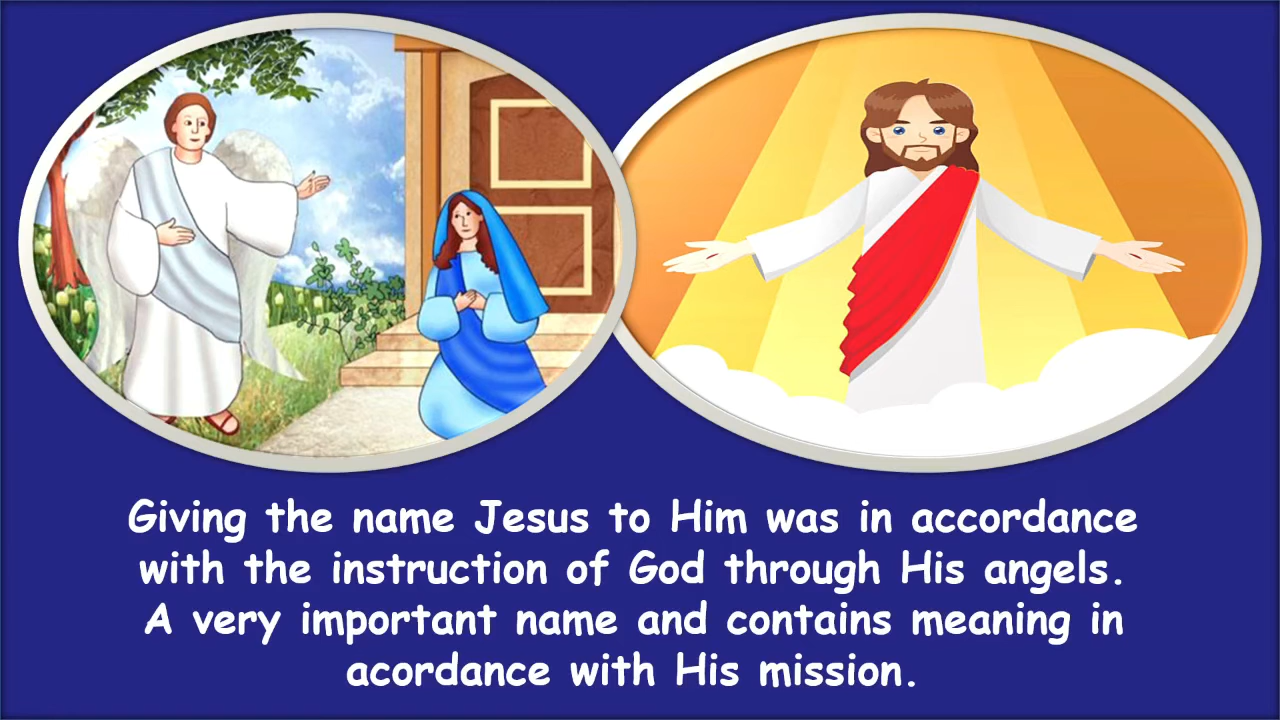 Giving the name Jesus to Him was in accordance
with the instruction of God through His angels.
A very important name and contains meaning in
acordance with His mission.